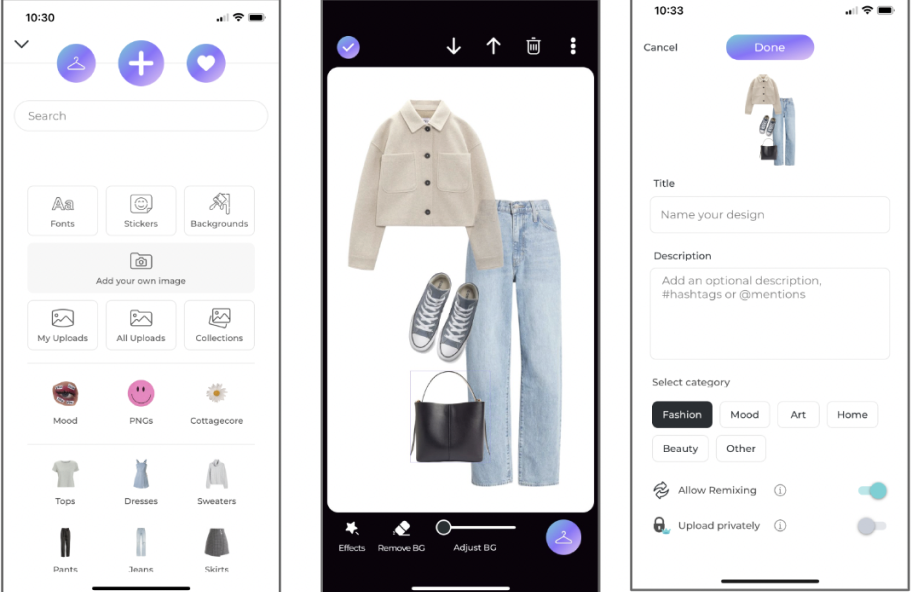 10:30
Search
Aa
Fonts
Stickers
Backgrounds
Add your own image
My Uploads
All Uploads
Collections
Mood
PNGs
Cottagecore
Tops
Dresses
Sweaters
Pants
Jeans
Skirts
Effects
Remove BG
Adjust BG
10:33
Cancel
Done
Title
Name your design
Description
Add an optional description,
#hashtags or @mentions
Select category
Fashion
Mood
Art
Home
Beauty
Other
Allow Remixing
Upload privately